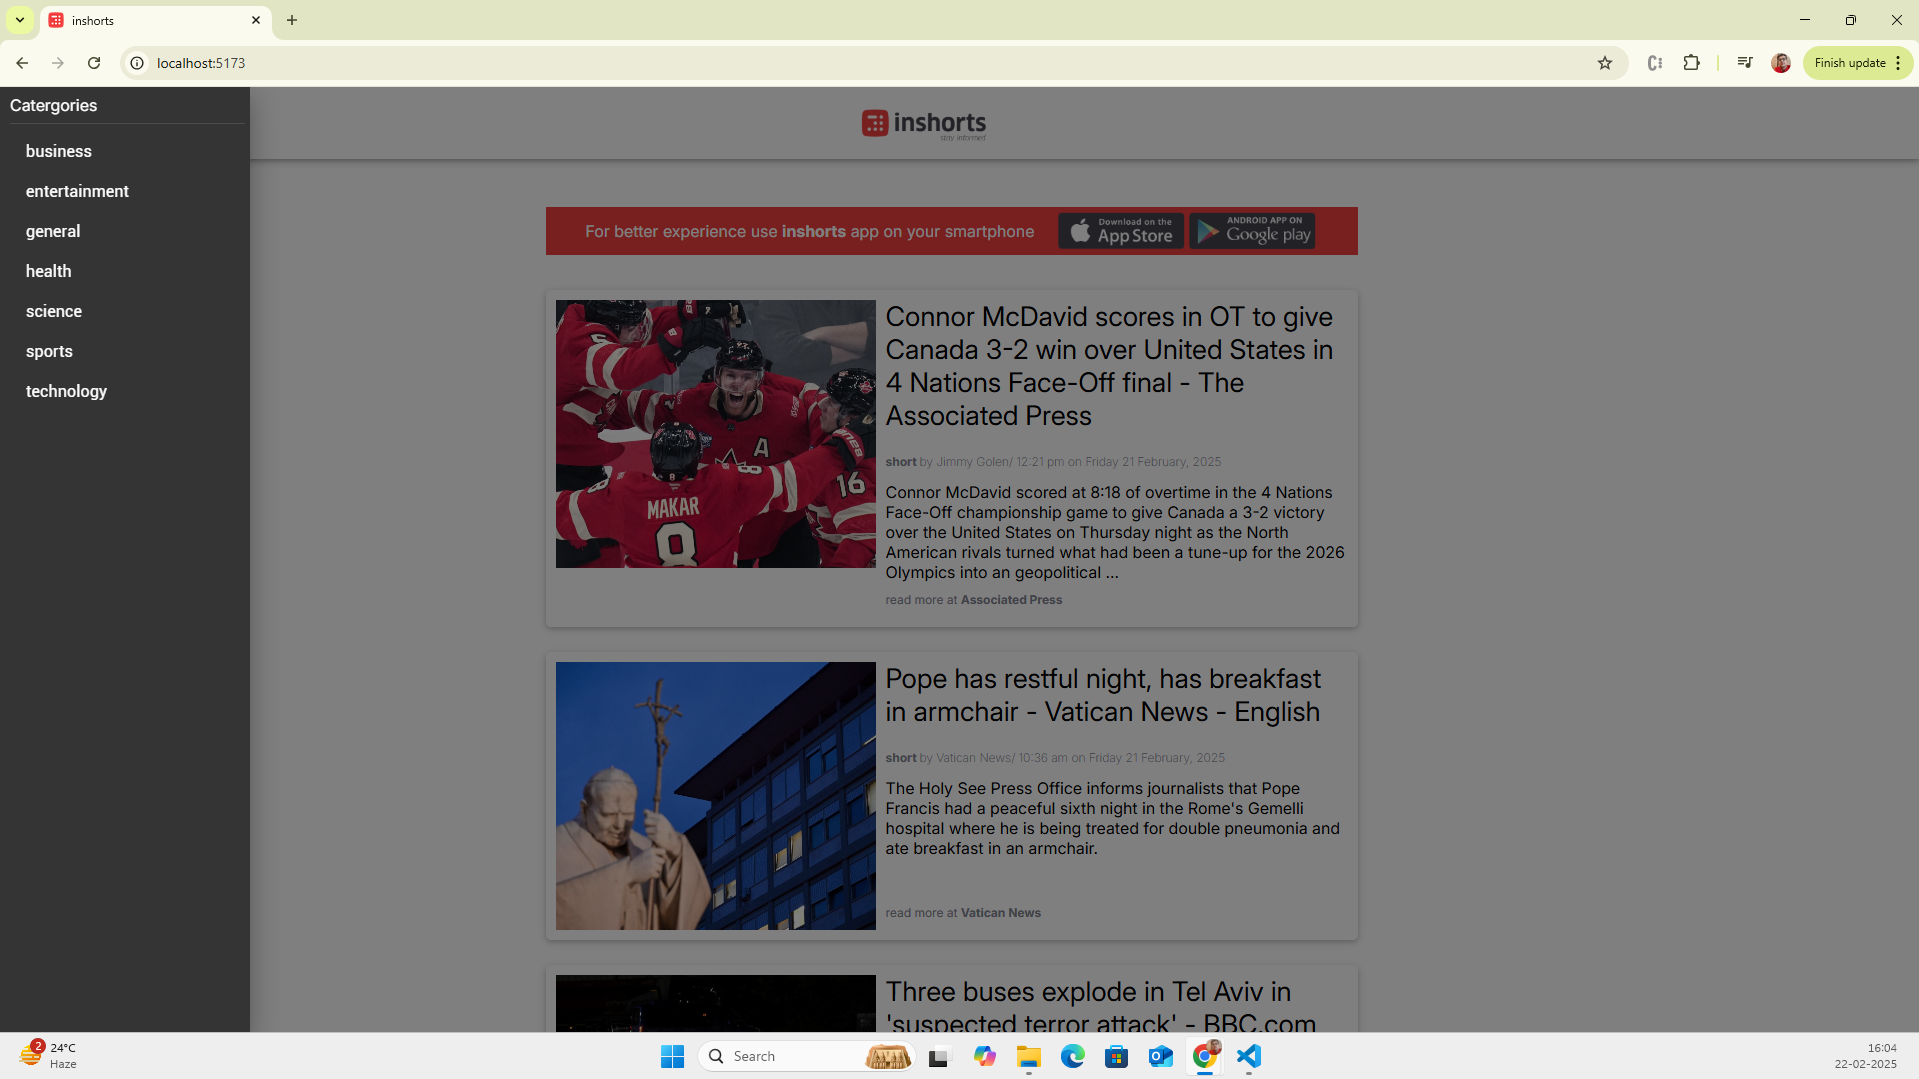 inshorts
localhost:5173
Finish update
Catergories
business
entertainment
general
health
science
sports
technology
inshorts
stay informed
For better experience use inshorts app on your smartphone
Download on the
App Store
ANDROID APP ON
Google play
Connor McDavid scores in OT to give
Canada 3-2 win over United States in
4 Nations Face-Off final - The
Associated Press
short by Jimmy Golen/ 12:21 pm on Friday 21 February, 2025
Connor McDavid scored at 8:18 of overtime in the 4 Nations
Face-Off championship game to give Canada a 3-2 victory
over the United States on Thursday night as the North
American rivals turned what had been a tune-up for the 2026
Olympics into an geopolitical ...
read more at Associated Press
A
8
16
MAKAR
8
Pope has restful night, has breakfast
in armchair - Vatican News - English
short by Vatican News/ 10:36 am on Friday 21 February, 2025
The Holy See Press Office informs journalists that Pope
Francis had a peaceful sixth night in the Rome's Gemelli
hospital where he is being treated for double pneumonia and
ate breakfast in an armchair.
read more at Vatican News
Three buses explode in Tel Aviv in
'suspected terror attack' - BBC.com
2
24°C
Haze
Search
16:04
22-02-2025